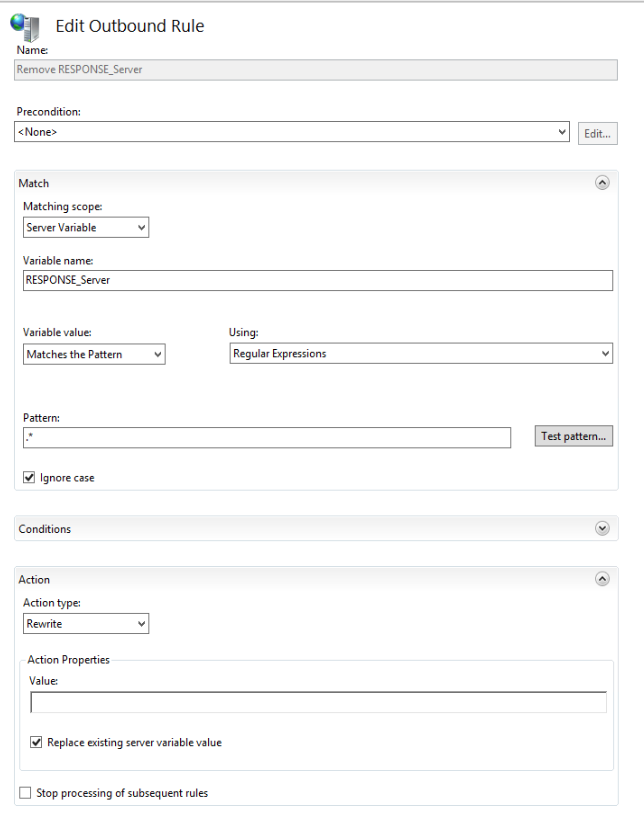 Edit Outbound Rule
Name:
Remove RESPONSE_Server
Precondition:
<None>
Edit...
Match
Matching scope:
Server Variable
Variable name:
RESPONSE_Server
Variable value:
Using:
Matches the Pattern
Regular Expressions
Pattern:
.*
Test pattern...
Ignore case
Conditions
Action
Action type:
Rewrite
Action Properties
Value:
Replace existing server variable value
Stop processing of subsequent rules